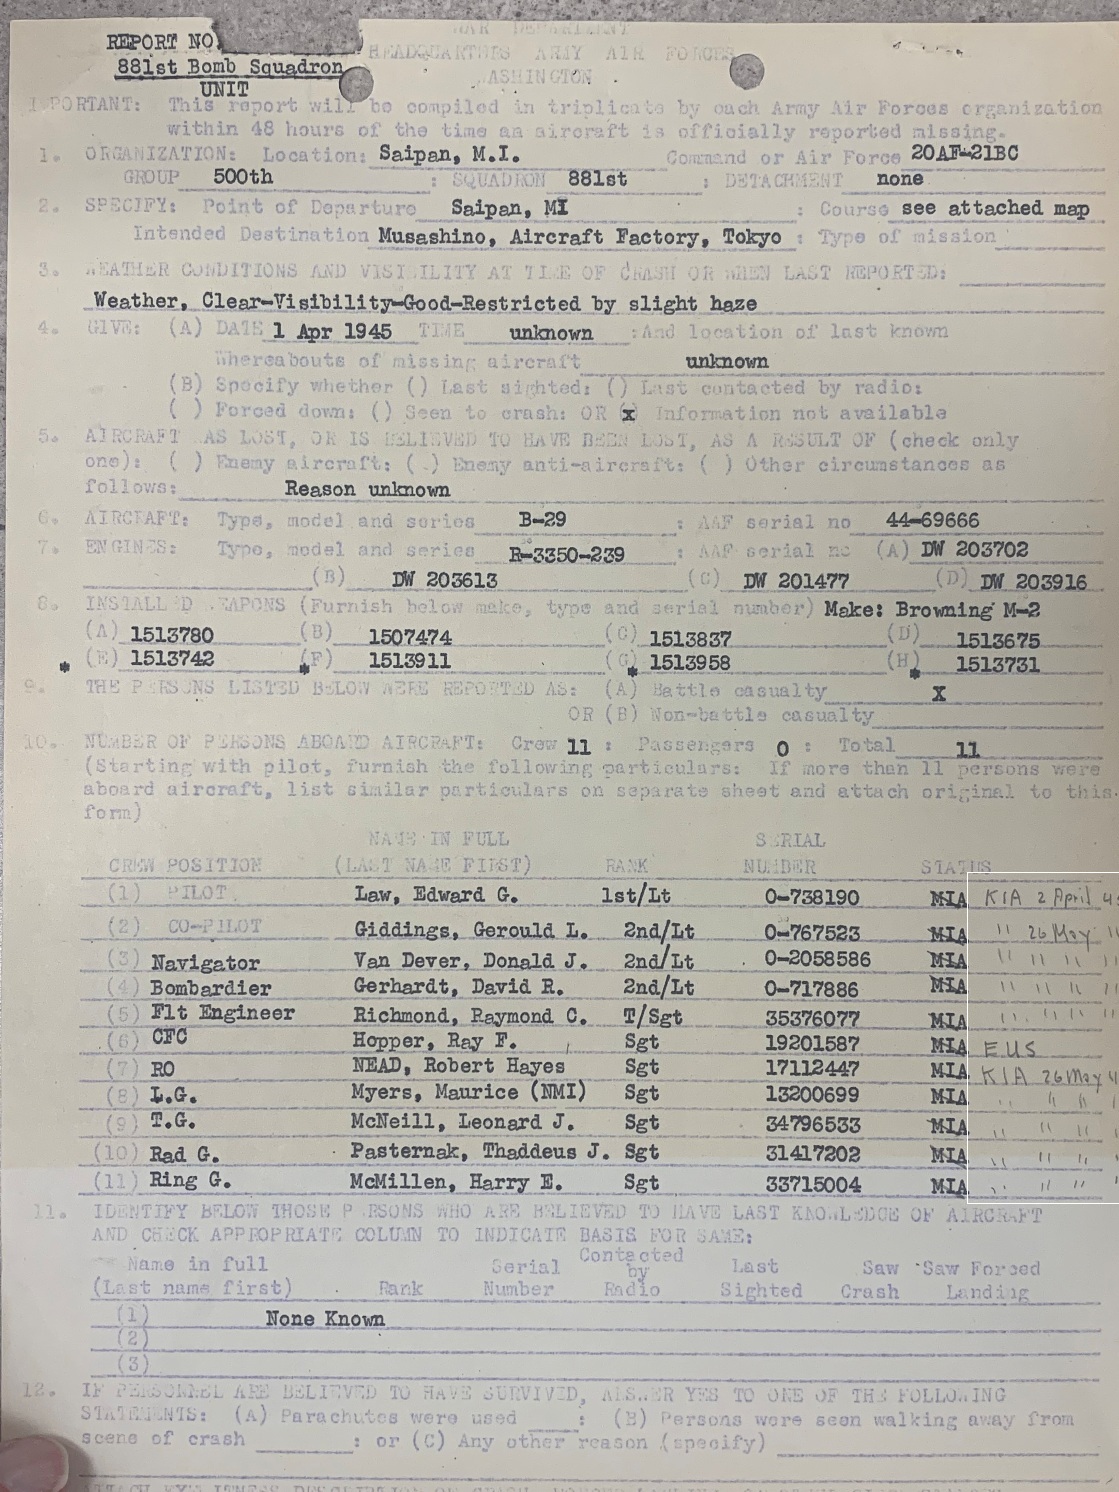 WAR DEPARTMENT
REPORT NO. HEADQUARTERS ARMY AIR FORCES
881st Bomb Squadron WASHINGTON
UNIT
IMPORTANT: This report will be compiled in triplicate by each Army Air Forces organization
within 48 hours of the time an aircraft is officially reported missing.
1. ORGANIZATION: Location: Saipan, M.I. Command or Air Force 20AF-21BC
GROUP 500th : SQUADRON 881st : DETACHMENT none
2. SPECIFY: Point of Departure Saipan, MI : Course see attached map
Intended Destination Musashino, Aircraft Factory, Tokyo : Type of mission
3. WEATHER CONDITIONS AND VISIBILITY AT TIME OF CRASH OR WHEN LAST REPORTED:
Weather, Clear-Visibility-Good-Restricted by slight haze
4. GIVE: (A) DATE 1 Apr 1945 TIME unknown :And location of last known
whereabouts of missing aircraft unknown
(B) Specify whether () Last sighted: () Last contacted by radio:
( ) Forced down: () Seen to crash: OR (x) Information not available
5. AIRCRAFT WAS LOST, OR IS BELIEVED TO HAVE BEEN LOST, AS A RESULT OF (check only
one): ( ) Enemy aircraft: ( ) Enemy anti-aircraft: ( ) Other circumstances as
follows: Reason unknown
6. AIRCRAFT: Type, model and series B-29 : AAF serial no 44-69666
7. ENGINES: Type, model and series R-3350-239 : AAF serial no (A) DW 203702
(B) DW 203613 (C) DW 201477 (D) DW 203916
8. INSTALLED WEAPONS (Furnish below make, type and serial number) Make: Browning M-2
(A) 1513780 (B) 1507474 (C) 1513837 (D) 1513675
* (E) 1513742 * (F) 1513911 (G) * 1513958 (H) * 1513731
9. THE PERSONS LISTED BELOW WERE REPORTED AS: (A) Battle casualty X
OR (B) Non-battle casualty
10. NUMBER OF PERSONS ABOARD AIRCRAFT: Crew 11 : Passengers 0 : Total 11
(Starting with pilot, furnish the following particulars: If more than 11 persons were
aboard aircraft, list similar particulars on separate sheet and attach original to this
form)
NAME IN FULL SERIAL
CREW POSITION (LAST NAME FIRST) RANK NUMBER STATUS
(1) PILOT Law, Edward G. 1st/Lt 0-738190 MIA KIA 2 April 4
(2) CO-PILOT Giddings, Gerould L. 2nd/Lt 0-767523 MIA " 26 May "
(3) Navigator Van Dever, Donald J. 2nd/Lt 0-2058586 MIA " " " "
(4) Bombardier Gerhardt, David R. 2nd/Lt 0-717886 MIA " " " "
(5) Flt Engineer Richmond, Raymond C. T/Sgt 35376077 MIA " " " "
(6) CFC Hopper, Ray F. Sgt 19201587 MIA EUS
(7) RO NEAD, Robert Hayes Sgt 17112447 MIA KIA 26 May 4
(8) L.G. Myers, Maurice (NMI) Sgt 13200699 MIA " " " "
(9) T.G. McNeill, Leonard J. Sgt 34796533 MIA " " " "
(10) Rad G. Pasternak, Thaddeus J. Sgt 31417202 MIA " " " "
(11) Ring G. McMillen, Harry E. Sgt 33715004 MIA " " " "
11. IDENTIFY BELOW THOSE PERSONS WHO ARE BELIEVED TO HAVE LAST KNOWLEDGE OF AIRCRAFT
AND CHECK APPROPRIATE COLUMN TO INDICATE BASIS FOR SAME:
Contacted
Name in full Serial by Last Saw Saw Forced
(Last name first) Rank Number Radio Sighted Crash Landing
(1) None Known
(2)
(3)
12. IF PERSONNEL ARE BELIEVED TO HAVE SURVIVED, ANSWER YES TO ONE OF THE FOLLOWING
STATEMENTS: (A) Parachutes were used : (B) Persons were seen walking away from
scene of crash : or (C) Any other reason (specify)